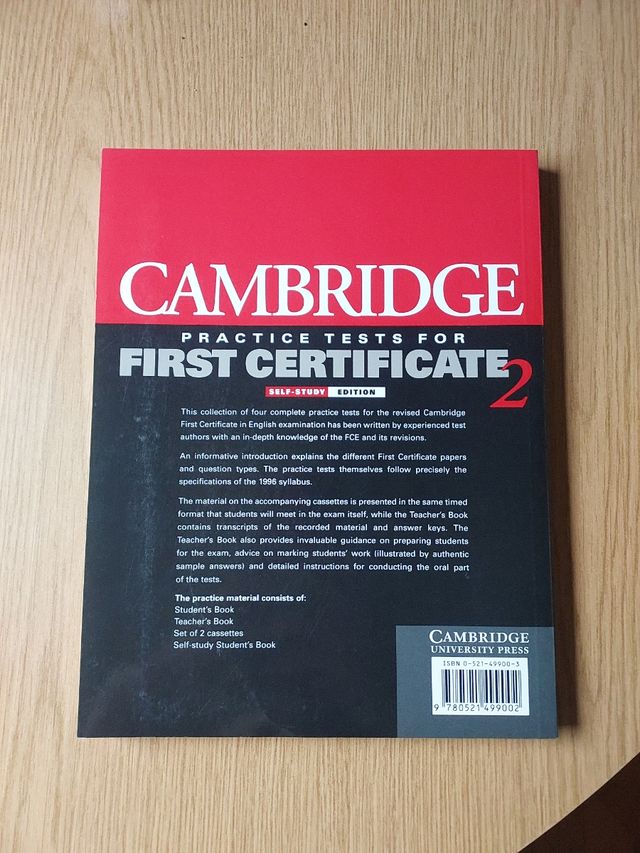 CAMBRIDGE
PRACTICE TESTS FOR
FIRST CERTIFICATE 2
SELF-STUDY EDITION
This collection of four complete practice tests for the revised Cambridge
First Certificate in English examination has been written by experienced test
authors with an in-depth knowledge of the FCE and its revisions.
An informative introduction explains the different First Certificate papers
and question types. The practice tests themselves follow precisely the
specifications of the 1996 syllabus.
The material on the accompanying cassettes is presented in the same timed
format that students will meet in the exam itself, while the Teacher's Book
contains transcripts of the recorded material and answer keys. The
Teacher's Book also provides invaluable guidance on preparing students
for the exam, advice on marking students' work (illustrated by authentic
sample answers) and detailed instructions for conducting the oral part
of the tests.
The practice material consists of:
Student's Book
Teacher's Book
Set of 2 cassettes
Self-study Student's Book
CAMBRIDGE
UNIVERSITY PRESS
ISBN 0-521-49900-3
9 780521 499002